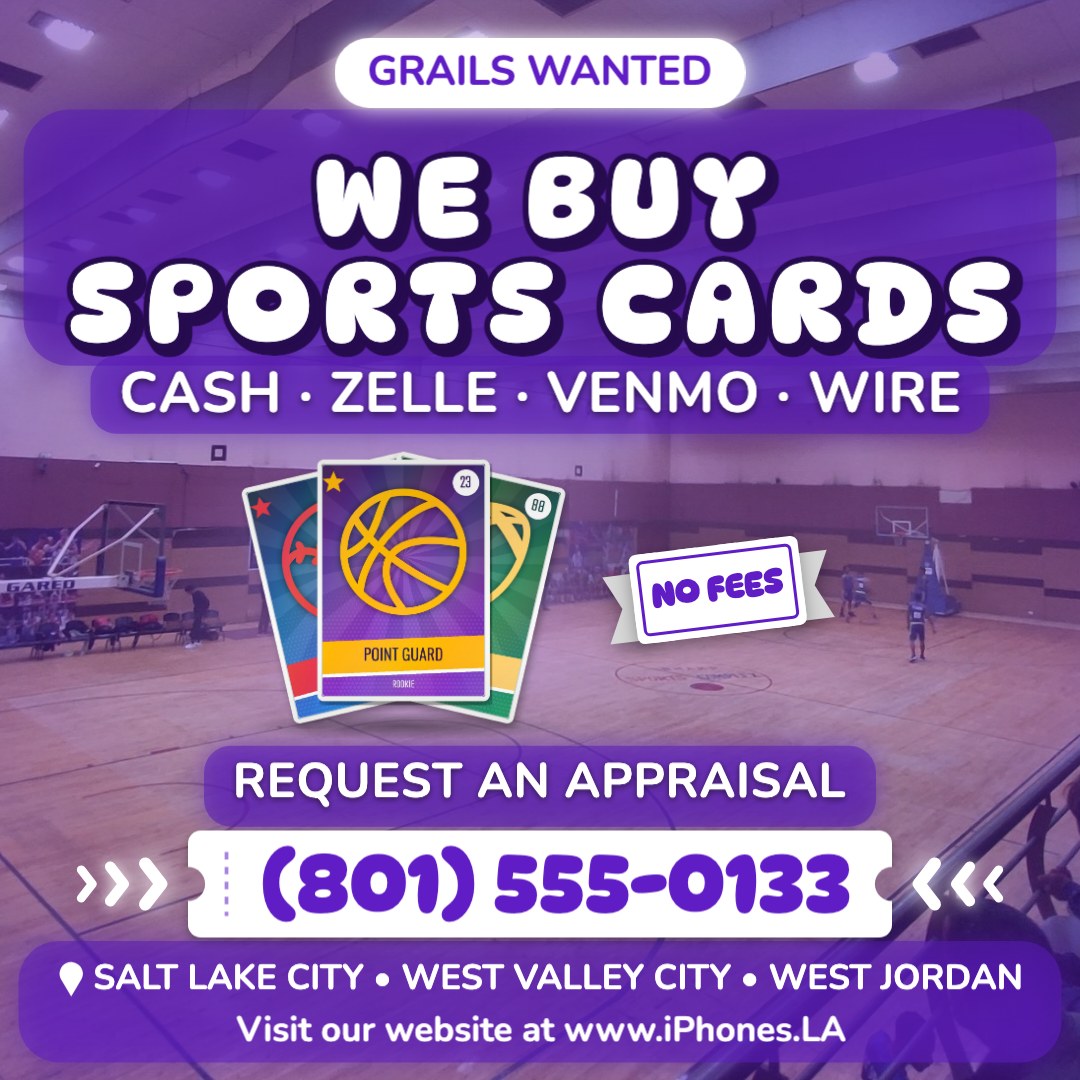 GRAILS WANTED
WE BUY
SPORTS CARDS
CASH · ZELLE · VENMO · WIRE
23
88
POINT GUARD
ROOKIE
NO FEES
GARED
REQUEST AN APPRAISAL
(801) 555-0133
SALT LAKE CITY • WEST VALLEY CITY • WEST JORDAN
Visit our website at www.iPhones.LA